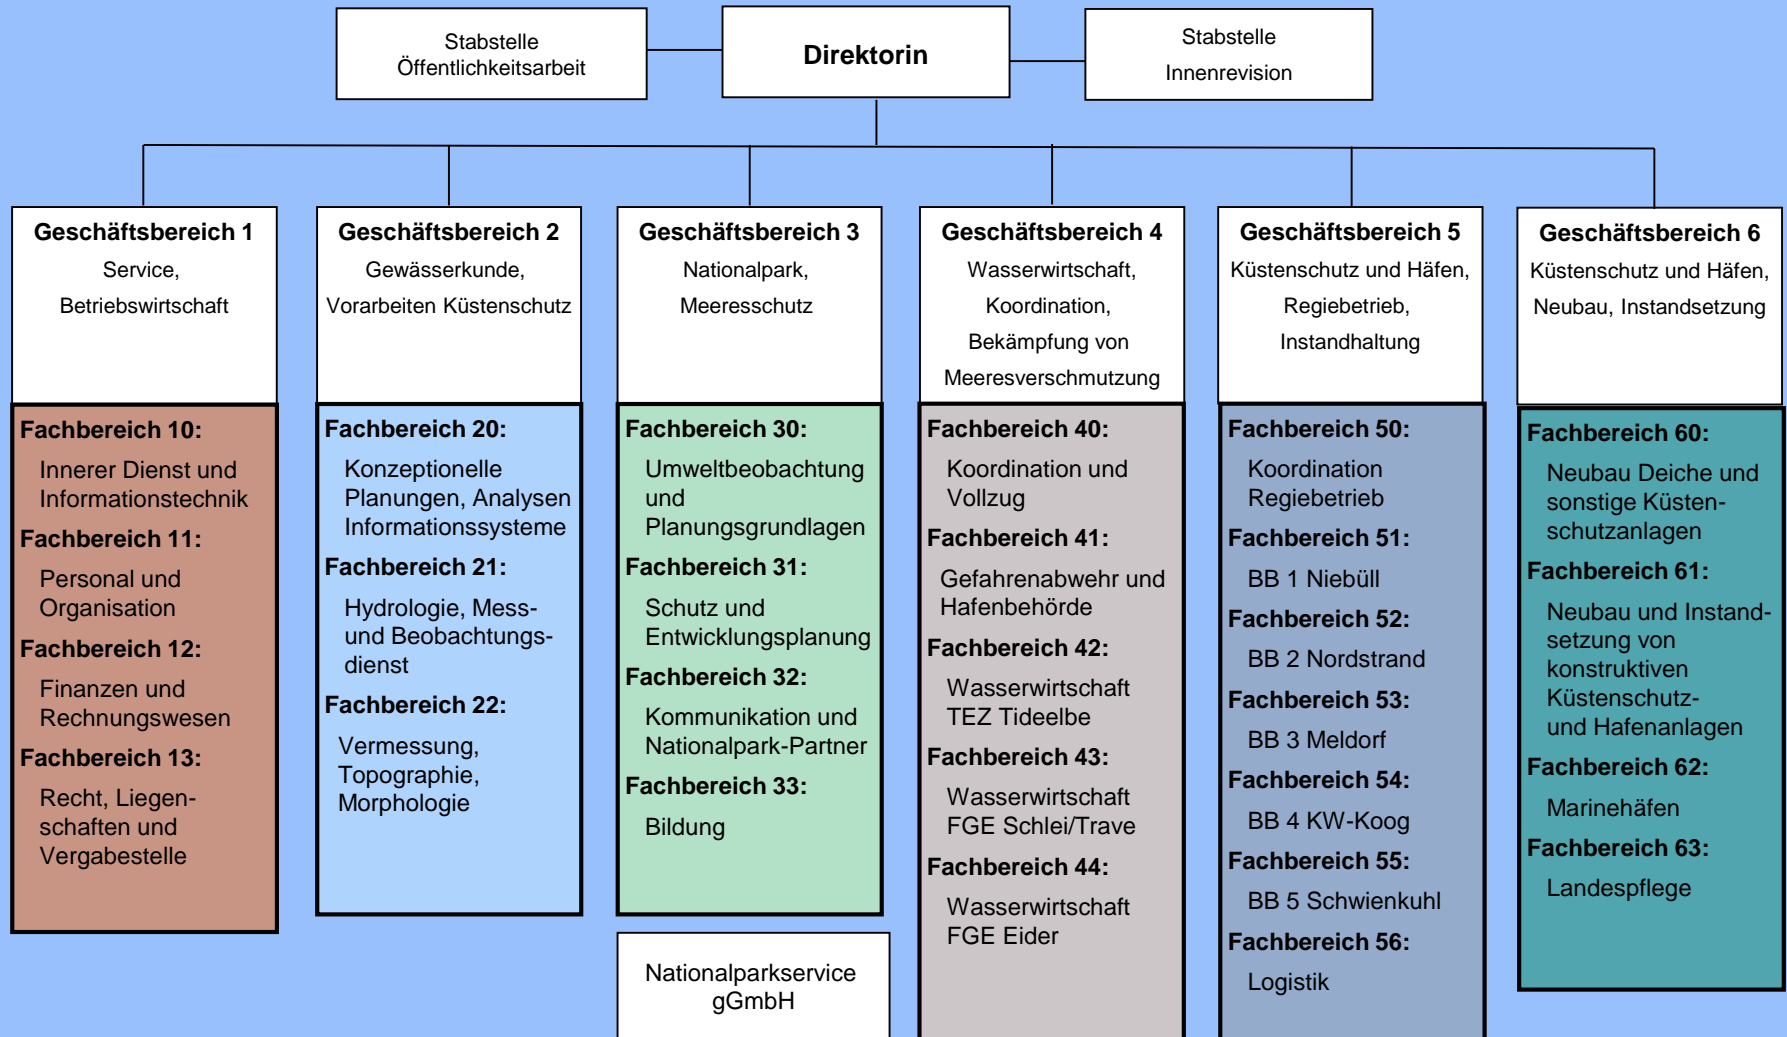 Stabstelle
Öffentlichkeitsarbeit
Direktorin
Stabstelle
Innenrevision
Geschäftsbereich 1
Service,
Betriebswirtschaft
Fachbereich 10:
Innerer Dienst und
Informationstechnik
Fachbereich 11:
Personal und
Organisation
Fachbereich 12:
Finanzen und
Rechnungswesen
Fachbereich 13:
Recht, Liegen-
schaften und
Vergabestelle
Geschäftsbereich 2
Gewässerkunde,
Vorarbeiten Küstenschutz
Fachbereich 20:
Konzeptionelle
Planungen, Analysen
Informationssysteme
Fachbereich 21:
Hydrologie, Mess-
und Beobachtungs-
dienst
Fachbereich 22:
Vermessung,
Topographie,
Morphologie
Geschäftsbereich 3
Nationalpark,
Meeresschutz
Fachbereich 30:
Umweltbeobachtung
und
Planungsgrundlagen
Fachbereich 31:
Schutz und
Entwicklungsplanung
Fachbereich 32:
Kommunikation und
Nationalpark-Partner
Fachbereich 33:
Bildung
Nationalparkservice
gGmbH
Geschäftsbereich 4
Wasserwirtschaft,
Koordination,
Bekämpfung von
Meeresverschmutzung
Fachbereich 40:
Koordination und
Vollzug
Fachbereich 41:
Gefahrenabwehr und
Hafenbehörde
Fachbereich 42:
Wasserwirtschaft
TEZ Tideelbe
Fachbereich 43:
Wasserwirtschaft
FGE Schlei/Trave
Fachbereich 44:
Wasserwirtschaft
FGE Eider
Geschäftsbereich 5
Küstenschutz und Häfen,
Regiebetrieb,
Instandhaltung
Fachbereich 50:
Koordination
Regiebetrieb
Fachbereich 51:
BB 1 Niebüll
Fachbereich 52:
BB 2 Nordstrand
Fachbereich 53:
BB 3 Meldorf
Fachbereich 54:
BB 4 KW-Koog
Fachbereich 55:
BB 5 Schwienkuhl
Fachbereich 56:
Logistik
Geschäftsbereich 6
Küstenschutz und Häfen,
Neubau, Instandsetzung
Fachbereich 60:
Neubau Deiche und
sonstige Küsten-
schutzanlagen
Fachbereich 61:
Neubau und Instand-
setzung von
konstruktiven
Küstenschutz-
und Hafenanlagen
Fachbereich 62:
Marinehäfen
Fachbereich 63:
Landespflege